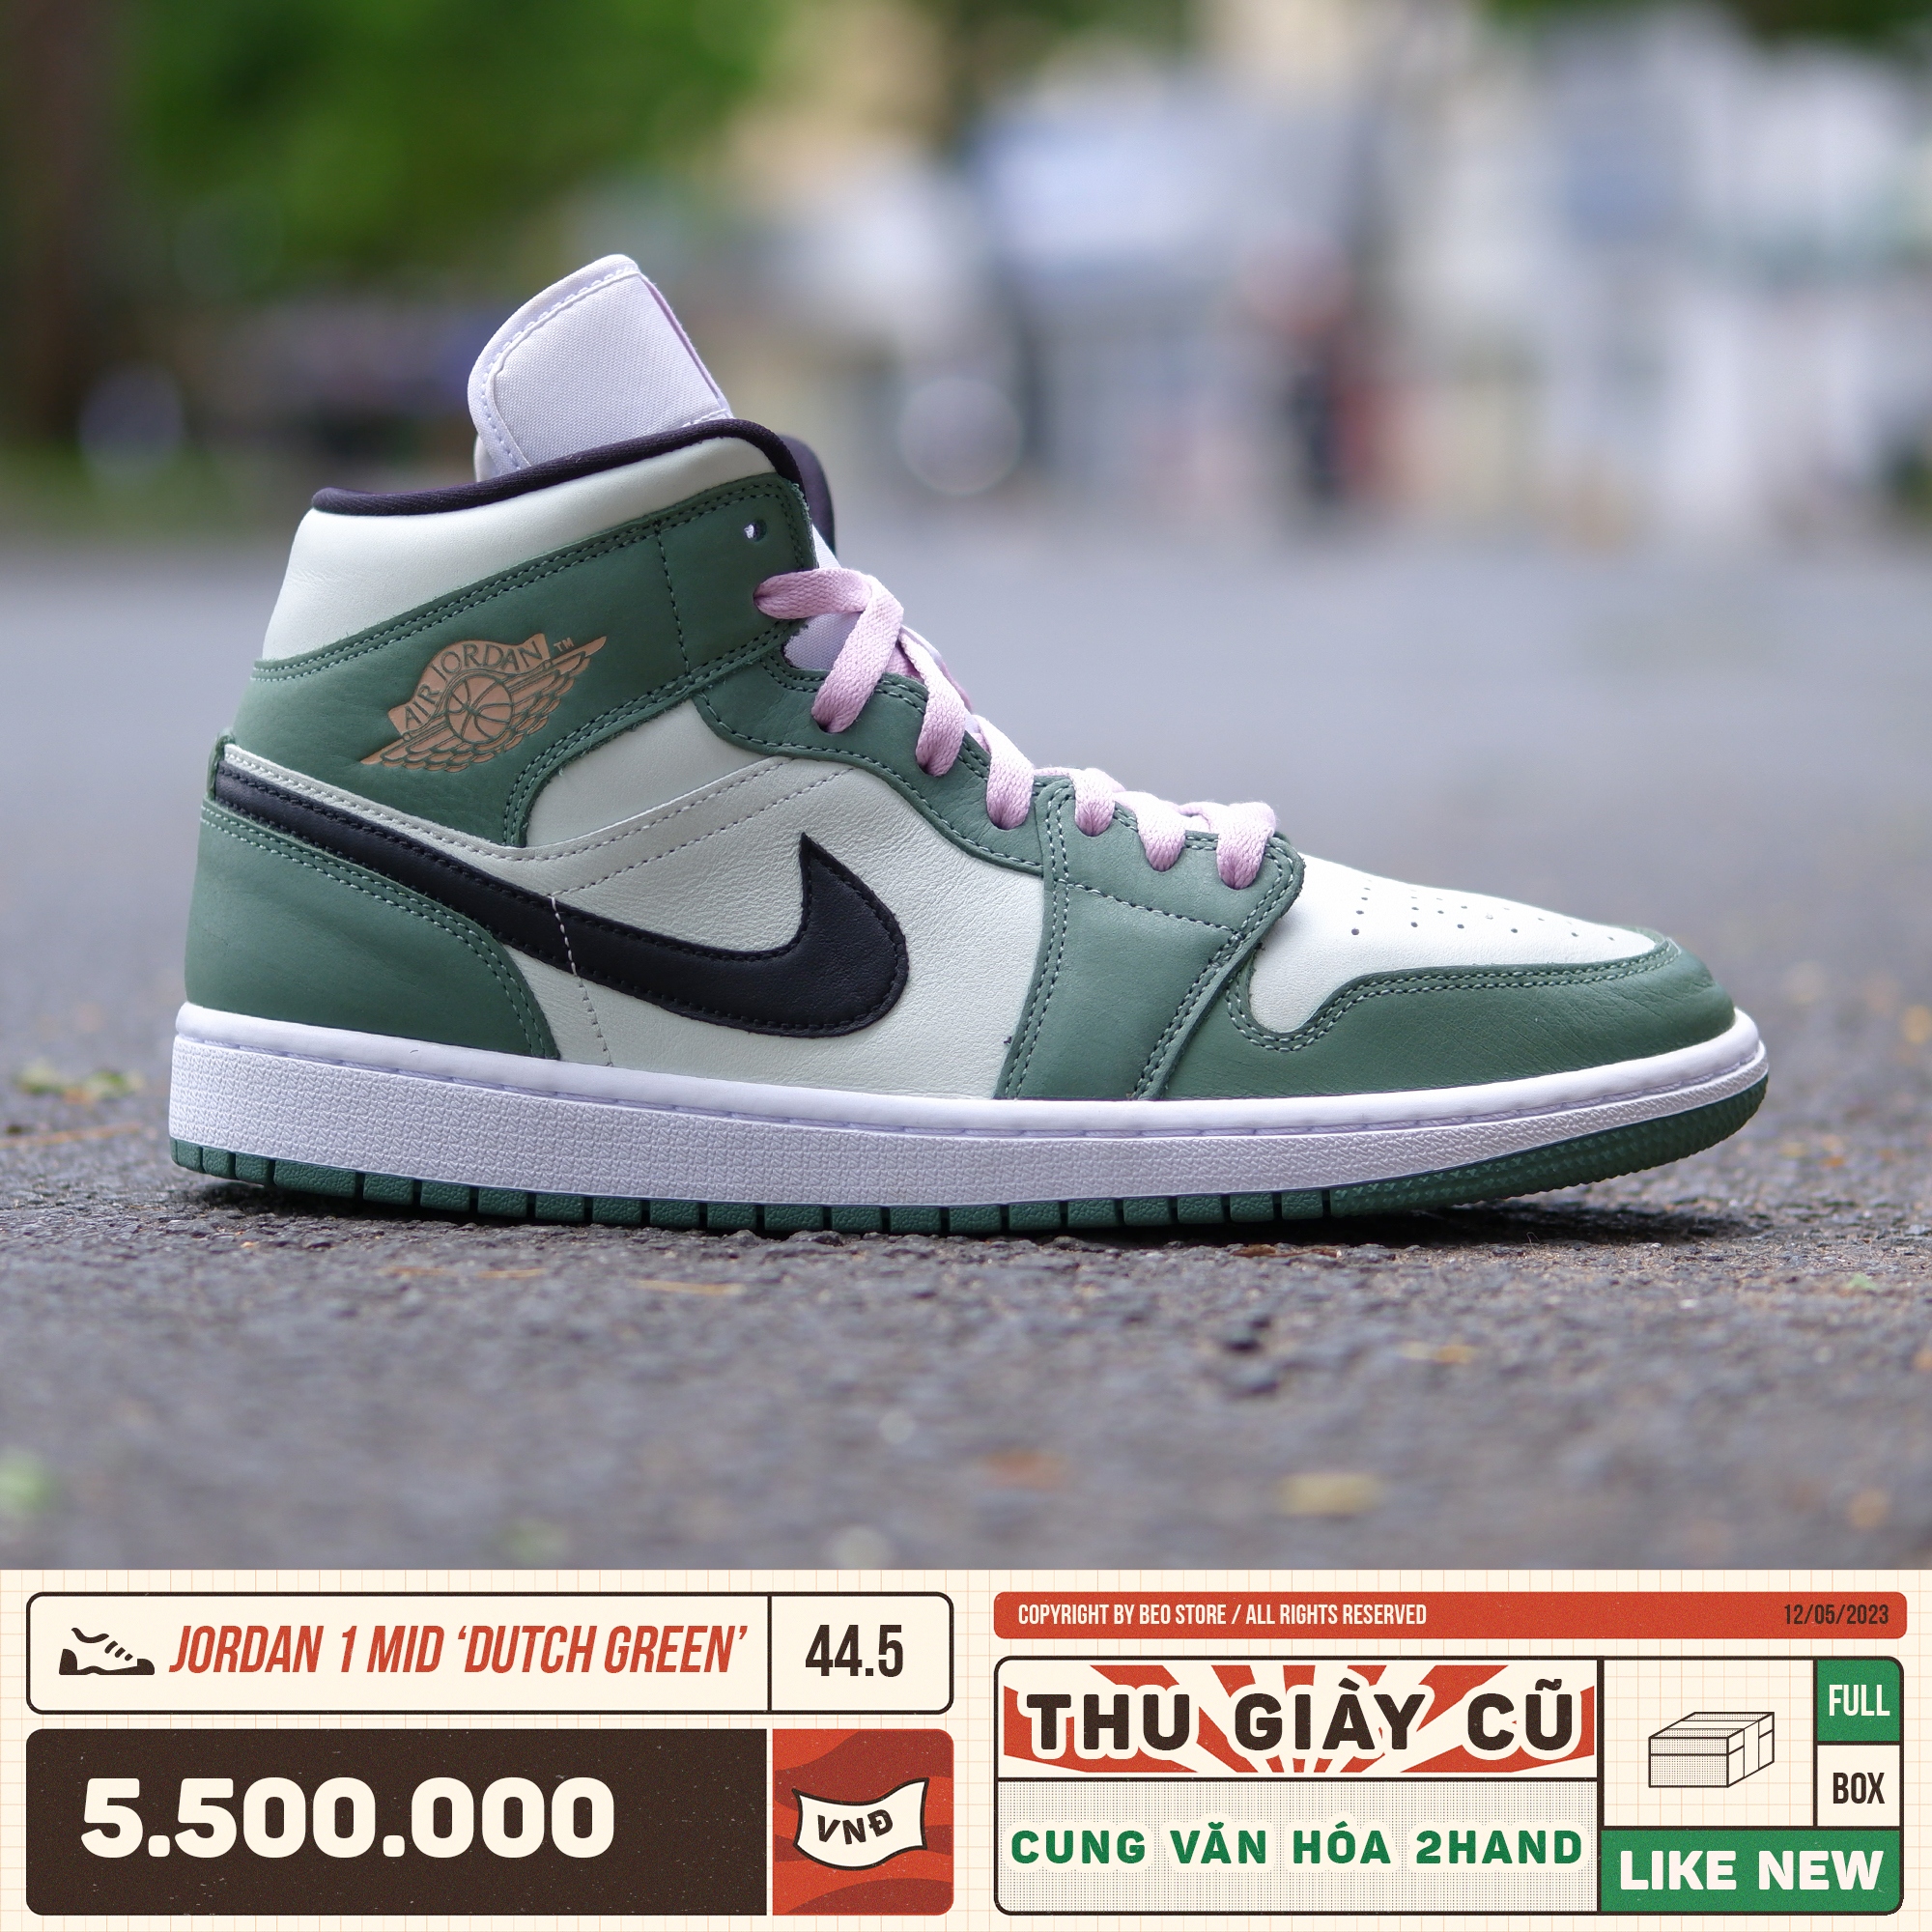 AIR JORDAN™
JORDAN 1 MID ‘DUTCH GREEN’
44.5
5.500.000
VNĐ
COPYRIGHT BY BEO STORE / ALL RIGHTS RESERVED
12/05/2023
THU GIÀY CŨ
CUNG VĂN HÓA 2HAND
FULL
BOX
LIKE NEW